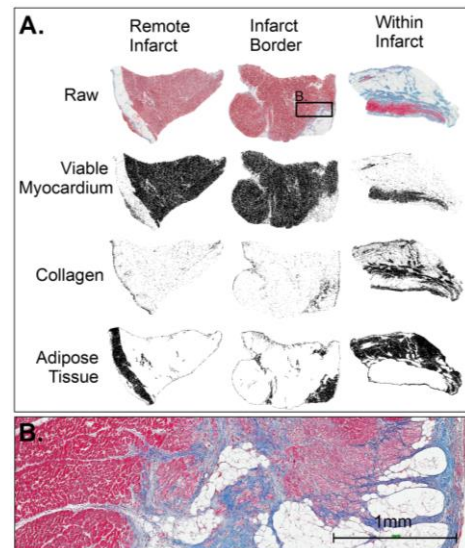 A.
Remote
Infarct
Infarct
Border
Within
Infarct
Raw
B
Viable
Myocardium
Collagen
Adipose
Tissue
B.
1mm